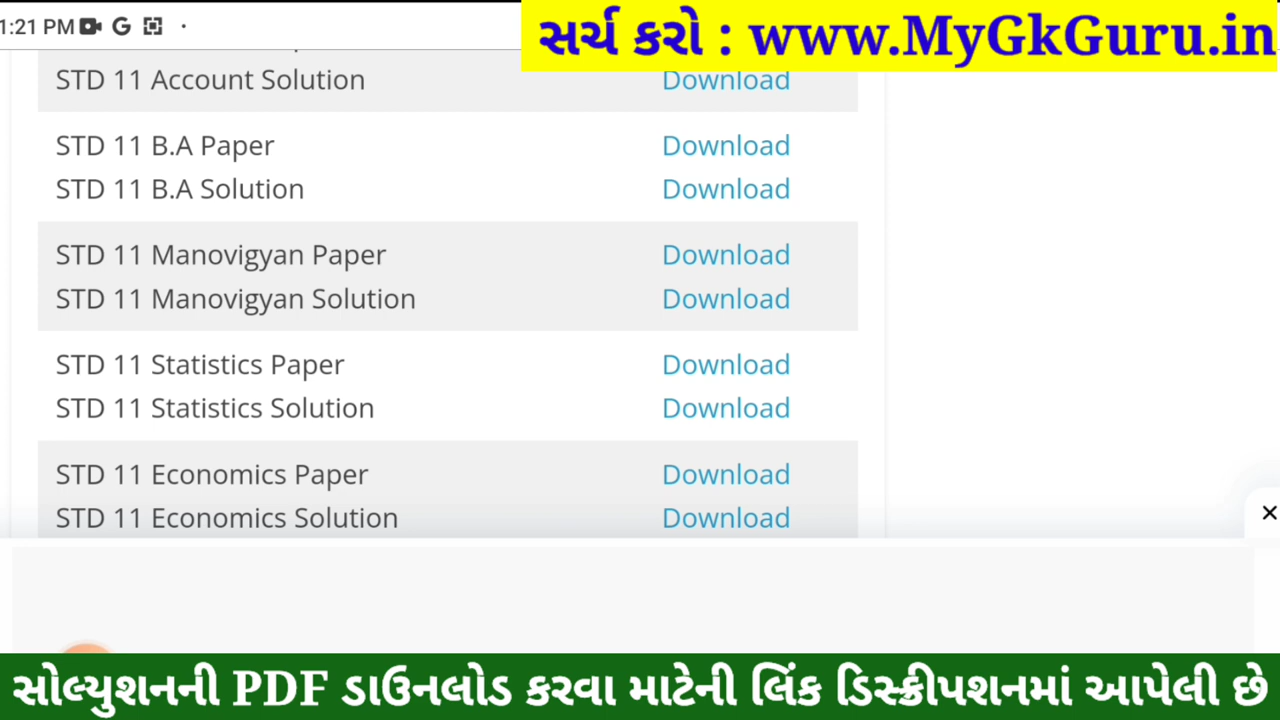 1:21 PM
સર્ચ કરો : www.MyGkGuru.in
STD 11 Account Solution Download
STD 11 B.A Paper Download
STD 11 B.A Solution Download
STD 11 Manovigyan Paper Download
STD 11 Manovigyan Solution Download
STD 11 Statistics Paper Download
STD 11 Statistics Solution Download
STD 11 Economics Paper Download
STD 11 Economics Solution Download
સોલ્યુશનની PDF ડાઉનલોડ કરવા માટેની લિંક ડિસ્ક્રીપશનમાં આપેલી છે